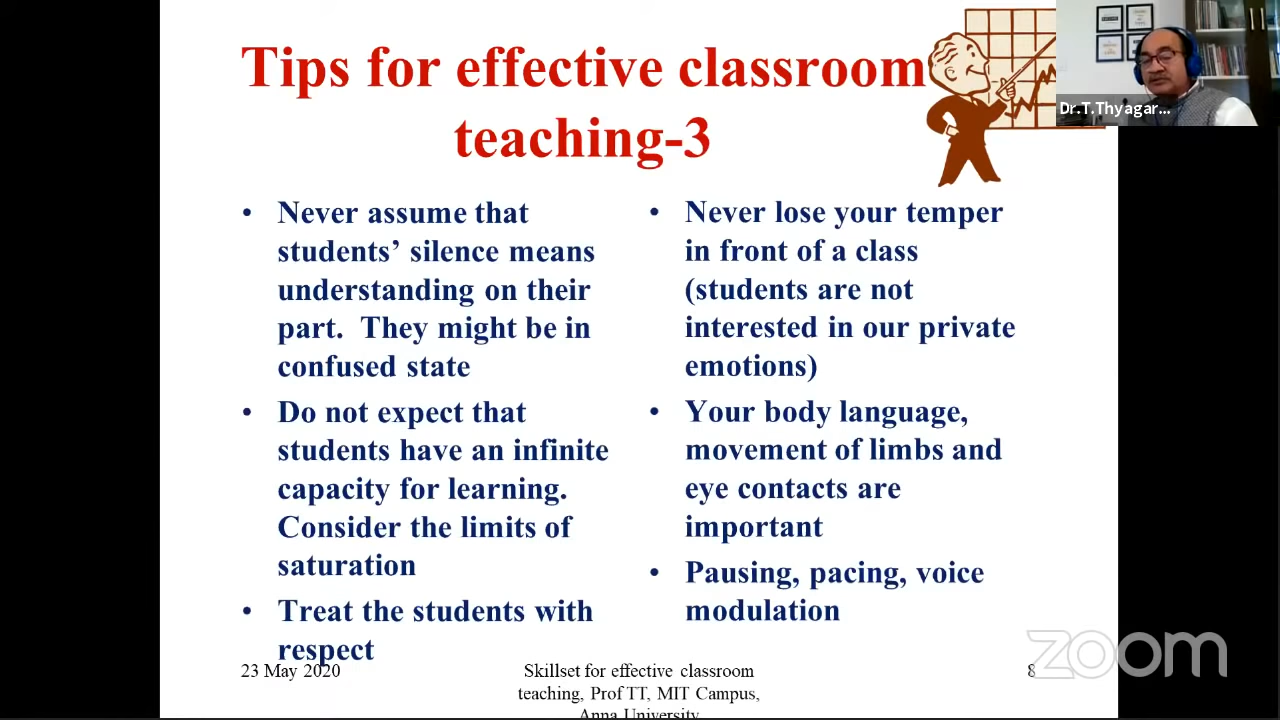 Tips for effective classroom
teaching-3
Dr.T.Thyagar...
• Never assume that
students’ silence means
understanding on their
part. They might be in
confused state
• Do not expect that
students have an infinite
capacity for learning.
Consider the limits of
saturation
• Treat the students with
respect
• Never lose your temper
in front of a class
(students are not
interested in our private
emotions)
• Your body language,
movement of limbs and
eye contacts are
important
• Pausing, pacing, voice
modulation
23 May 2020
Skillset for effective classroom
teaching, Prof TT, MIT Campus,
Anna University
8
zoom